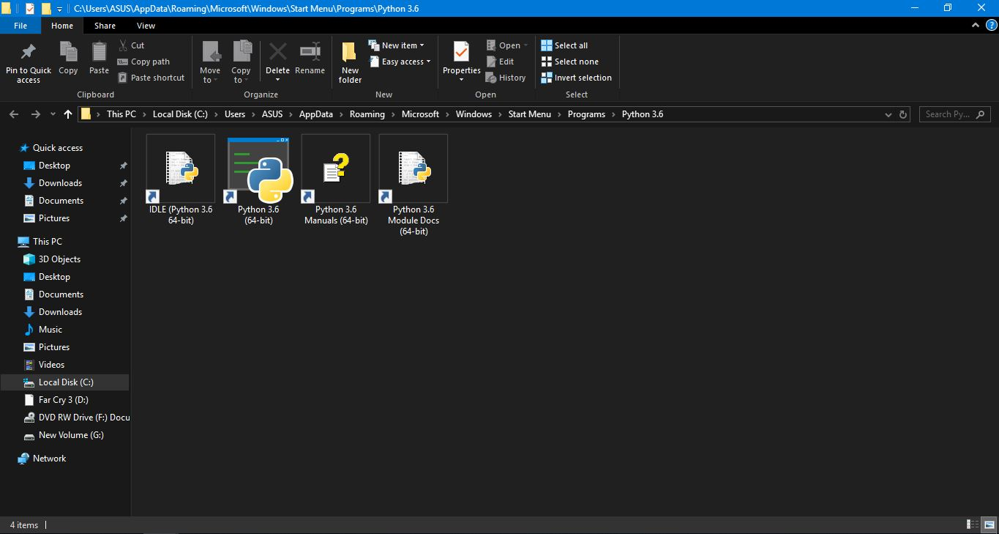 C:\Users\ASUS\AppData\Roaming\Microsoft\Windows\Start Menu\Programs\Python 3.6
File Home Share View
Pin to Quick access
Copy
Paste
Cut
Copy path
Paste shortcut
Clipboard
Move to
Copy to
Delete
Rename
Organize
New folder
New item
Easy access
New
Properties
Open
Edit
History
Open
Select all
Select none
Invert selection
Select
This PC > Local Disk (C:) > Users > ASUS > AppData > Roaming > Microsoft > Windows > Start Menu > Programs > Python 3.6
Search Py...
Quick access
Desktop
Downloads
Documents
Pictures
This PC
3D Objects
Desktop
Documents
Downloads
Music
Pictures
Videos
Local Disk (C:)
Far Cry 3 (D:)
DVD RW Drive (F:) Docu
New Volume (G:)
Network
IDLE (Python 3.6
64-bit)
Python 3.6
(64-bit)
Python 3.6
Manuals (64-bit)
Python 3.6
Module Docs
(64-bit)
4 items